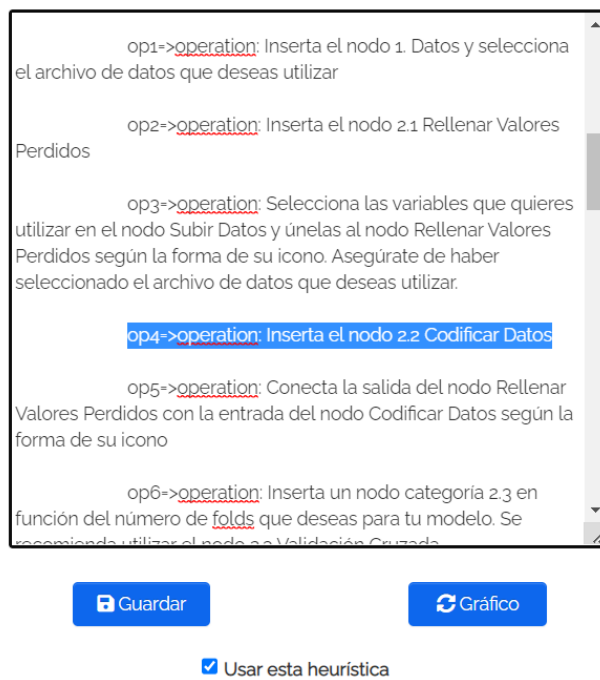 op1=>operation: Inserta el nodo 1. Datos y selecciona
el archivo de datos que deseas utilizar
op2=>operation: Inserta el nodo 2.1 Rellenar Valores
Perdidos
op3=>operation: Selecciona las variables que quieres
utilizar en el nodo Subir Datos y únelas al nodo Rellenar Valores
Perdidos según la forma de su icono. Asegúrate de haber
seleccionado el archivo de datos que deseas utilizar.
op4=>operation: Inserta el nodo 2.2 Codificar Datos
op5=>operation: Conecta la salida del nodo Rellenar
Valores Perdidos con la entrada del nodo Codificar Datos según la
forma de su icono
op6=>operation: Inserta un nodo categoría 2.3 en
función del número de folds que deseas para tu modelo. Se
recomienda utilizar el nodo Validación Cruzada
Guardar
Gráfico
Usar esta heurística